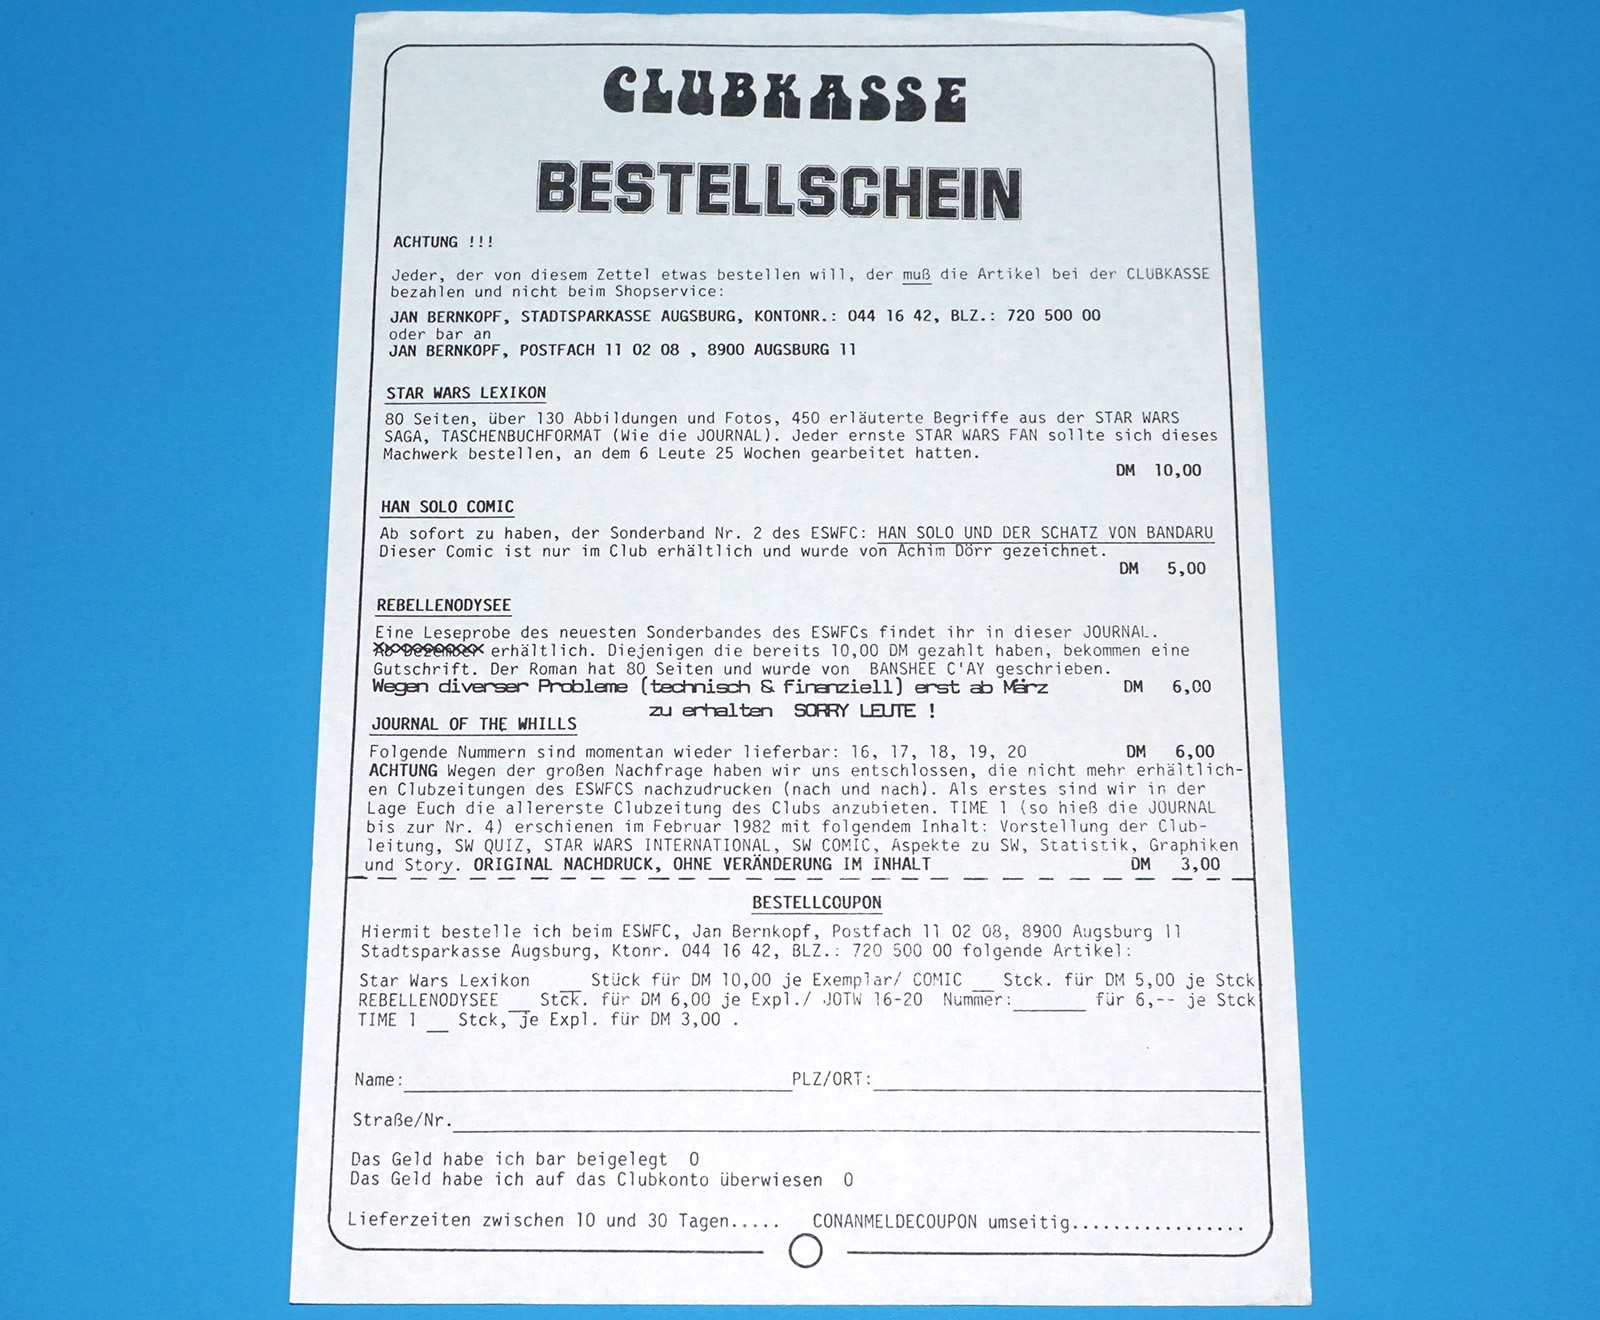 CLUBKASSE
BESTELLSCHEIN
ACHTUNG !!!
Jeder, der von diesem Zettel etwas bestellen will, der muß die Artikel bei der CLUBKASSE
bezahlen und nicht beim Shopservice:
JAN BERNKOPF, STADTSPARKASSE AUGSBURG, KONTONR.: 044 16 42, BLZ.: 720 500 00
oder bar an
JAN BERNKOPF, POSTFACH 11 02 08 , 8900 AUGSBURG 11
STAR WARS LEXIKON
80 Seiten, über 130 Abbildungen und Fotos, 450 erläuterte Begriffe aus der STAR WARS
SAGA, TASCHENBUCHFORMAT (Wie die JOURNAL). Jeder ernste STAR WARS FAN sollte sich dieses
Machwerk bestellen, an dem 6 Leute 25 Wochen gearbeitet hatten.
DM 10,00
HAN SOLO COMIC
Ab sofort zu haben, der Sonderband Nr. 2 des ESWFC: HAN SOLO UND DER SCHATZ VON BANDARU
Dieser Comic ist nur im Club erhältlich und wurde von Achim Dörr gezeichnet.
DM 5,00
REBELLENODYSEE
Eine Leseprobe des neuesten Sonderbandes des ESWFCs findet ihr in dieser JOURNAL.
Ab Dezember erhältlich. Diejenigen die bereits 10,00 DM gezahlt haben, bekommen eine
Gutschrift. Der Roman hat 80 Seiten und wurde von BANSHEE C'AY geschrieben.
Wegen diverser Probleme (technisch & finanziell) erst ab März DM 6,00
zu erhalten SORRY LEUTE !
JOURNAL OF THE WHILLS
Folgende Nummern sind momentan wieder lieferbar: 16, 17, 18, 19, 20 DM 6,00
ACHTUNG Wegen der großen Nachfrage haben wir uns entschlossen, die nicht mehr erhältlich-
en Clubzeitungen des ESWFCS nachzudrucken (nach und nach). Als erstes sind wir in der
Lage Euch die allererste Clubzeitung des Clubs anzubieten. TIME 1 (so hieß die JOURNAL
bis zur Nr. 4) erschienen im Februar 1982 mit folgendem Inhalt: Vorstellung der Club-
leitung, SW QUIZ, STAR WARS INTERNATIONAL, SW COMIC, Aspekte zu SW, Statistik, Graphiken
und Story. ORIGINAL NACHDRUCK, OHNE VERÄNDERUNG IM INHALT DM 3,00
BESTELLCOUPON
Hiermit bestelle ich beim ESWFC, Jan Bernkopf, Postfach 11 02 08, 8900 Augsburg 11
Stadtsparkasse Augsburg, Ktonr. 044 16 42, BLZ.: 720 500 00 folgende Artikel:
Star Wars Lexikon __ Stück für DM 10,00 je Exemplar/ COMIC __ Stck. für DM 5,00 je Stck
REBELLENODYSEE __ Stck. für DM 6,00 je Expl./ JOTW 16-20 Nummer:_______ für 6,-- je Stck
TIME 1 __ Stck, je Expl. für DM 3,00 .
Name:____________________PLZ/ORT:____________________
Straße/Nr.____________________
Das Geld habe ich bar beigelegt O
Das Geld habe ich auf das Clubkonto überwiesen O
Lieferzeiten zwischen 10 und 30 Tagen..... CONANMELDECOUPON umseitig.................